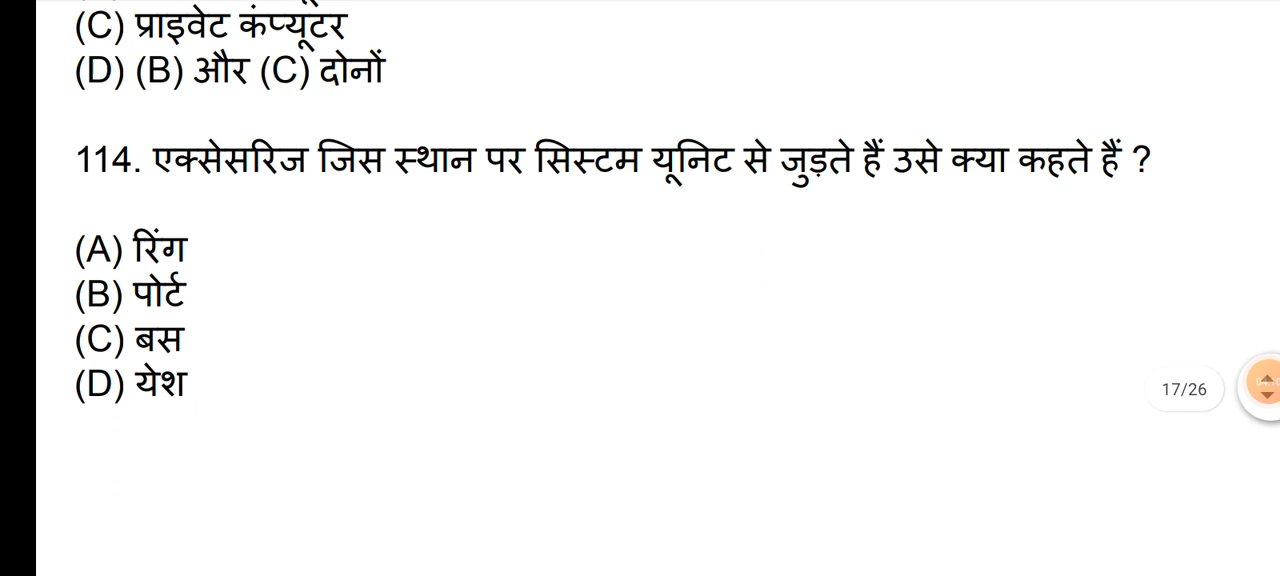 (C) प्राइवेट कंप्यूटर
(D) (B) और (C) दोनों
114. एक्सेसरिज जिस स्थान पर सिस्टम यूनिट से जुड़ते हैं उसे क्या कहते हैं ?
(A) रिंग
(B) पोर्ट
(C) बस
(D) येश
17/26